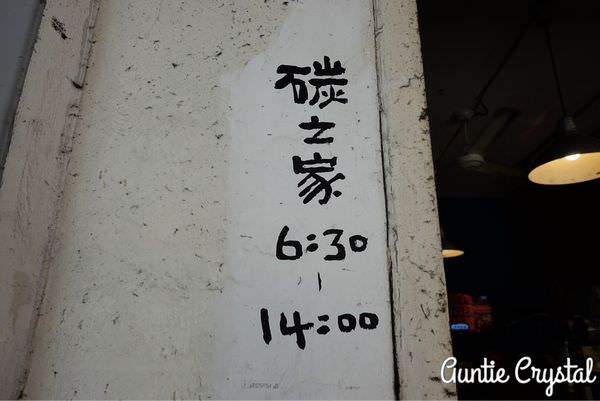 碳之家
6:30
|
14:00
Auntie Crystal